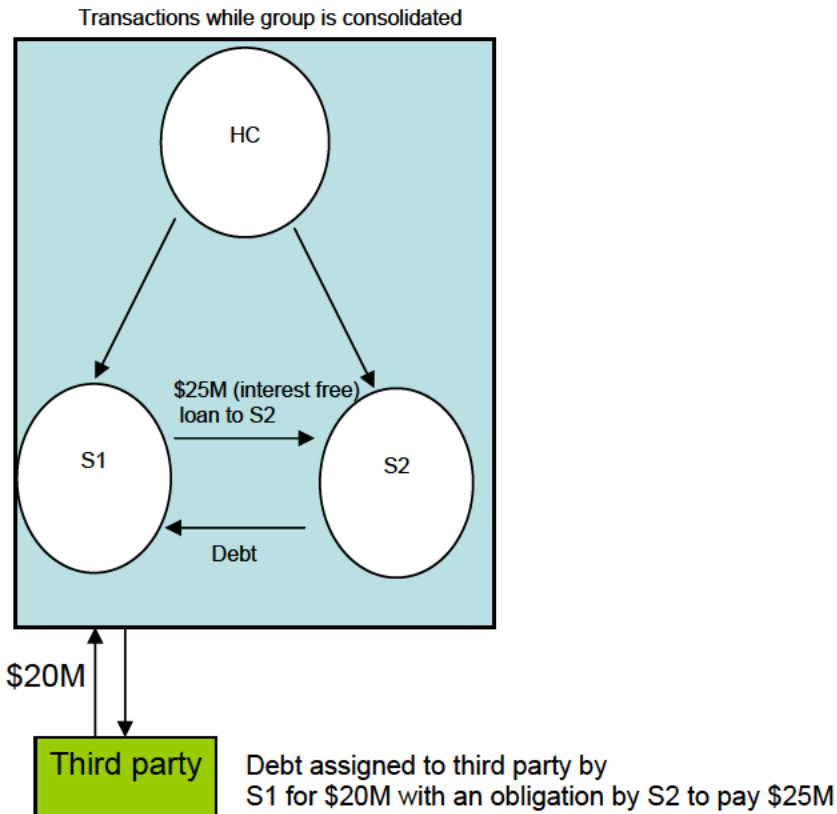 Transactions while group is consolidated
HC
$25M (interest free)
loan to S2
S1
S2
Debt
$20M
Third party
Debt assigned to third party by
S1 for $20M with an obligation by S2 to pay $25M